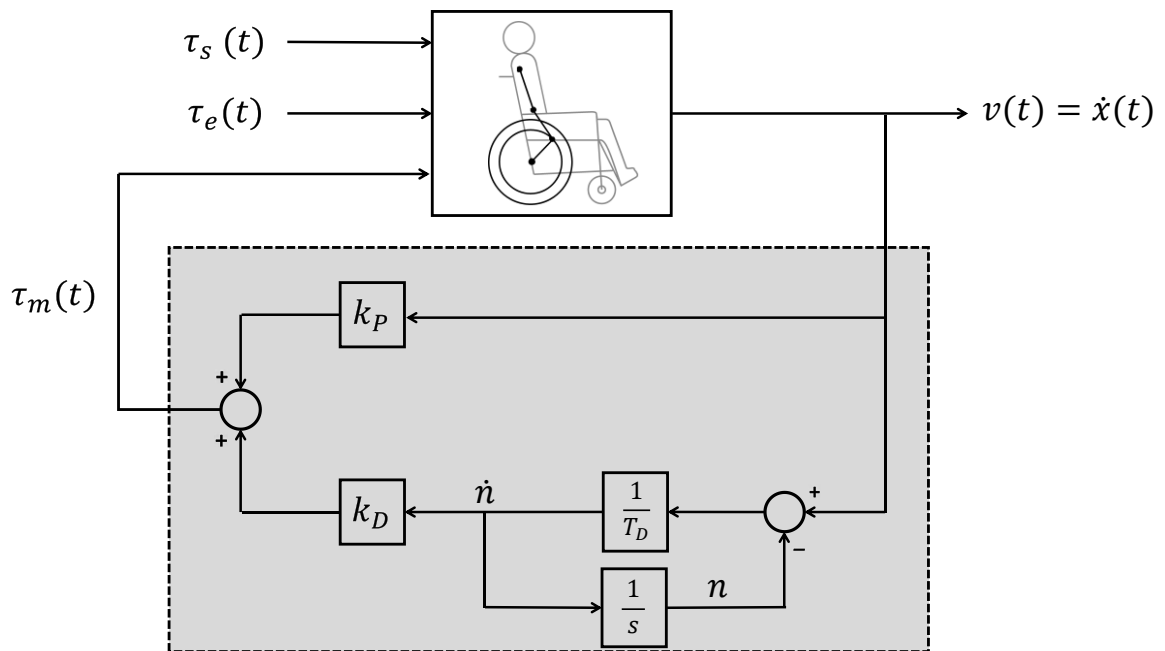 τ_s (t)
τ_e(t)
v(t) = ẋ(t)
τ_m(t)
k_P
+
+
k_D
ṅ
1/T_D
+
−
1/s
n